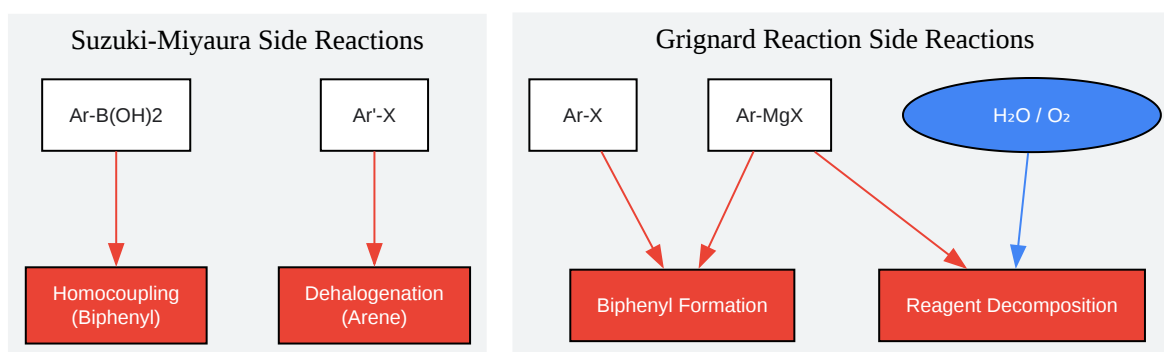 Suzuki-Miyaura Side Reactions
Ar-B(OH)2
Ar'-X
Homocoupling
(Biphenyl)
Dehalogenation
(Arene)
Grignard Reaction Side Reactions
Ar-X
Ar-MgX
H₂O / O₂
Biphenyl Formation
Reagent Decomposition